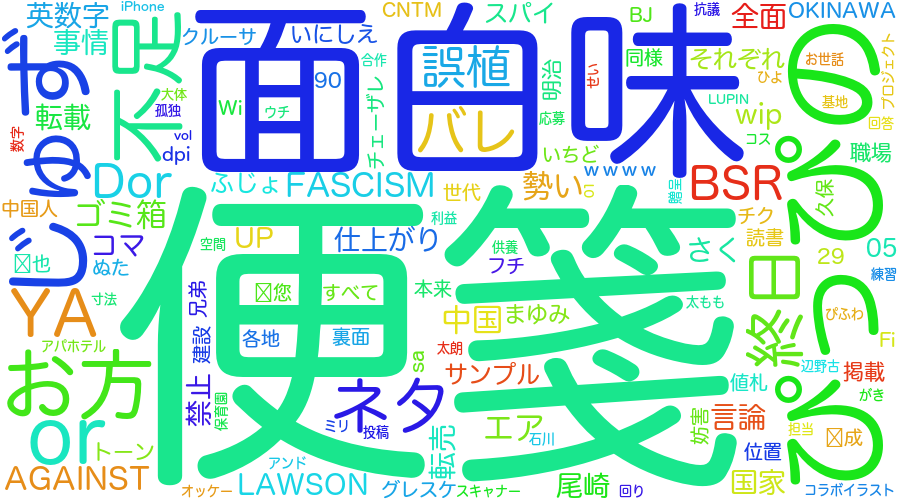 英数字
iPhone
CNTM
スパイ
BJ
抗議
全面
OKINAWA
事情
不足
クルーサ
いにしえ
面白味
合作
90
誤植
明治
同様
せい
それぞれ
お世話
ひょ
プロジェクト
じゅず
転載
大体
孤独
Wi
ウチ
チェーザレ
バレ
応募
LUPIN
wip
基地
回答
数字
vol
dpi
いちど
コス
職場
Dor
ふじょ
FASCISM
世代
勢い
wwww
01
贈呈
BSR
久保
ひっぴの
中国人
ゴミ箱
コマ
空間
UP
仕上がり
利益
供養
フチ
さく
チク
読書
29
05
練習
也
ぬた
寸法
您
すべて
本来
中国
まゆみ
太もも
終日
ぴふわ
Fi
YA
兄弟
建設
各地
裏面
太朗
アパホテル
sa
サンプル
辺野古
掲載
お方
便箋
禁止
保育園
ネタ
値札
がき
or
トーン
ミリ
投稿
転売
エア
石川
妨害
言論
担当
成
位置
AGAINST
オッケー
アンド
LAWSON
グレスケ
スキャナー
尾崎
回り
国家
コラボイラスト